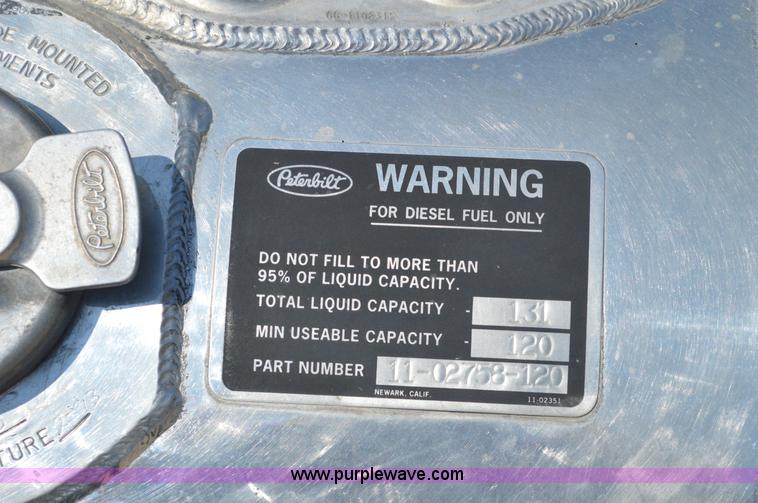 DE MOUNTED
Peterbilt
Peterbilt WARNING
FOR DIESEL FUEL ONLY
DO NOT FILL TO MORE THAN
95% OF LIQUID CAPACITY.
TOTAL LIQUID CAPACITY - 131
MIN USEABLE CAPACITY - 120
PART NUMBER 11-02758-120
NEWARK, CALIF. 11-02351
www.purplewave.com